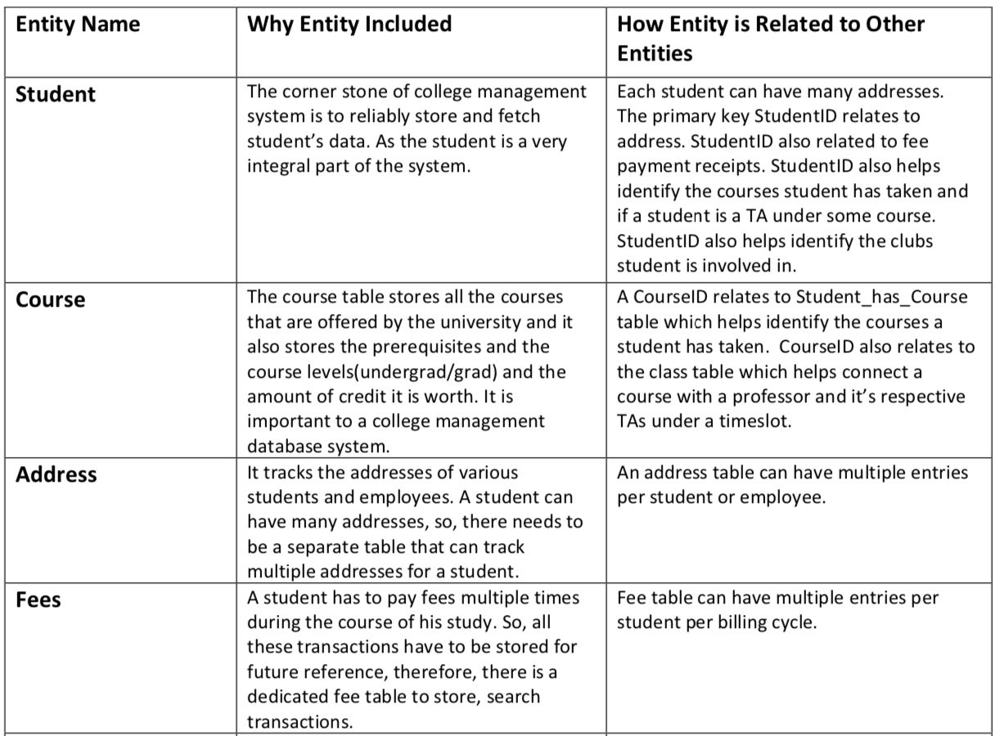 Entity Name
Why Entity Included
How Entity is Related to Other
Entities
Student
The corner stone of college management
system is to reliably store and fetch
student’s data. As the student is a very
integral part of the system.
Each student can have many addresses.
The primary key StudentID relates to
address. StudentID also related to fee
payment receipts. StudentID also helps
identify the courses student has taken and
if a student is a TA under some course.
StudentID also helps identify the clubs
student is involved in.
Course
The course table stores all the courses
that are offered by the university and it
also stores the prerequisites and the
course levels(undergrad/grad) and the
amount of credit it is worth. It is
important to a college management
database system.
A CourseID relates to Student_has_Course
table which helps identify the courses a
student has taken.  CourseID also relates to
the class table which helps connect a
course with a professor and it’s respective
TAs under a timeslot.
Address
It tracks the addresses of various
students and employees. A student can
have many addresses, so, there needs to
be a separate table that can track
multiple addresses for a student.
An address table can have multiple entries
per student or employee.
Fees
A student has to pay fees multiple times
during the course of his study. So, all
these transactions have to be stored for
future reference, therefore, there is a
dedicated fee table to store, search
transactions.
Fee table can have multiple entries per
student per billing cycle.